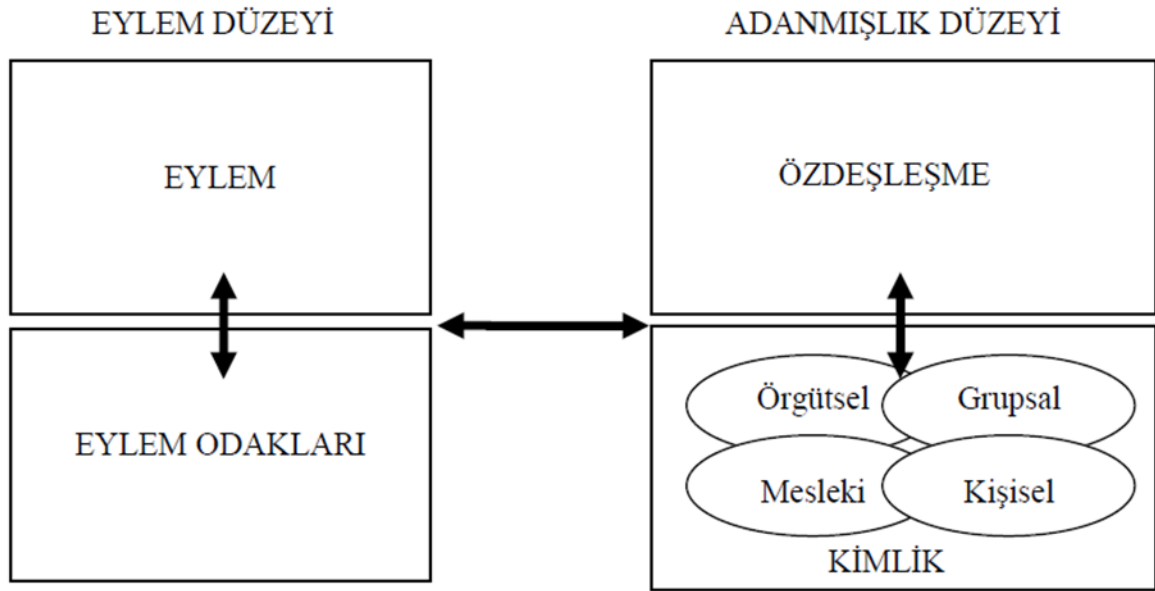 EYLEM DÜZEYİ
ADANMIŞLIK DÜZEYİ
EYLEM
ÖZDEŞLEŞME
EYLEM ODAKLARI
Örgütsel
Grupsal
Mesleki
Kişisel
KİMLİK